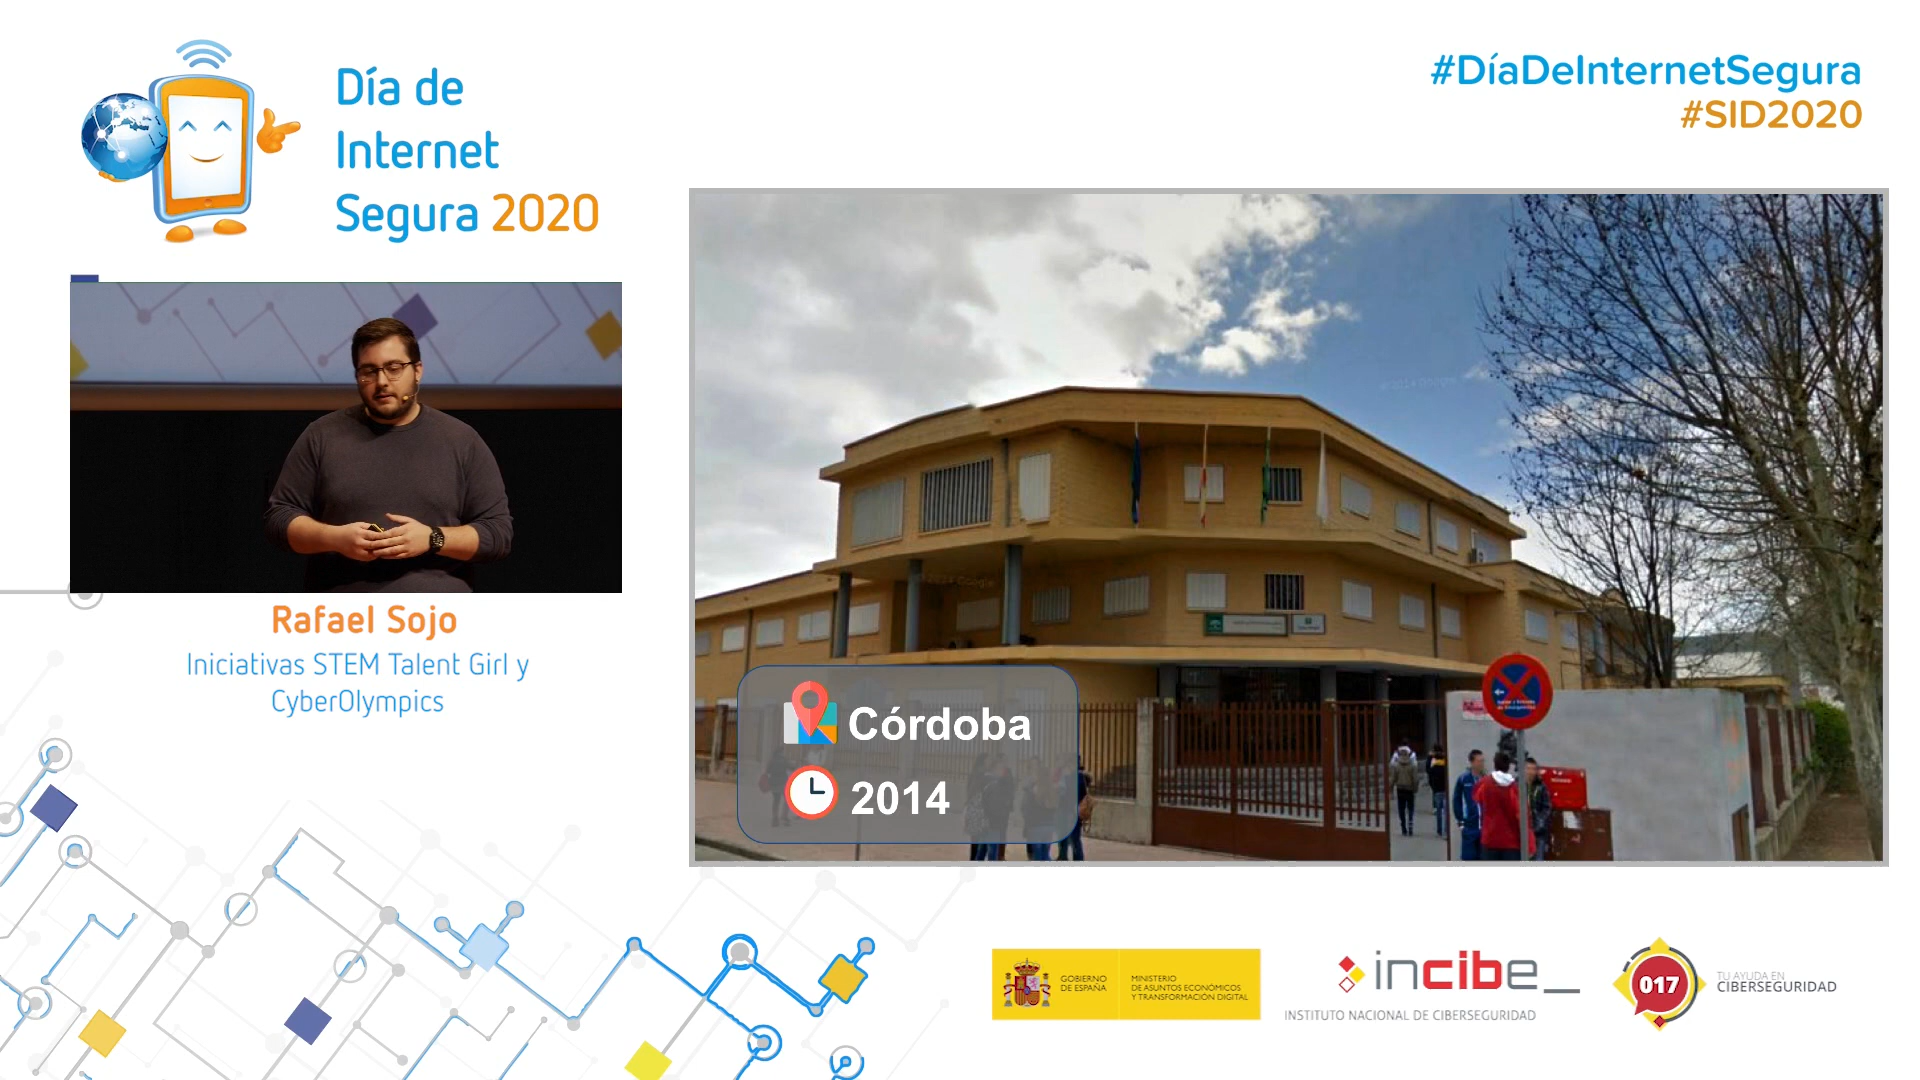 Día de
Internet
Segura 2020
#DíaDeInternetSegura
#SID2020
Rafael Sojo
Iniciativas STEM Talent Girl y
CyberOlympics
Córdoba
2014
GOBIERNO
DE ESPAÑA
MINISTERIO
DE ASUNTOS ECONÓMICOS
Y TRANSFORMACIÓN DIGITAL
incibe_
INSTITUTO NACIONAL DE CIBERSEGURIDAD
017
TU AYUDA EN
CIBERSEGURIDAD